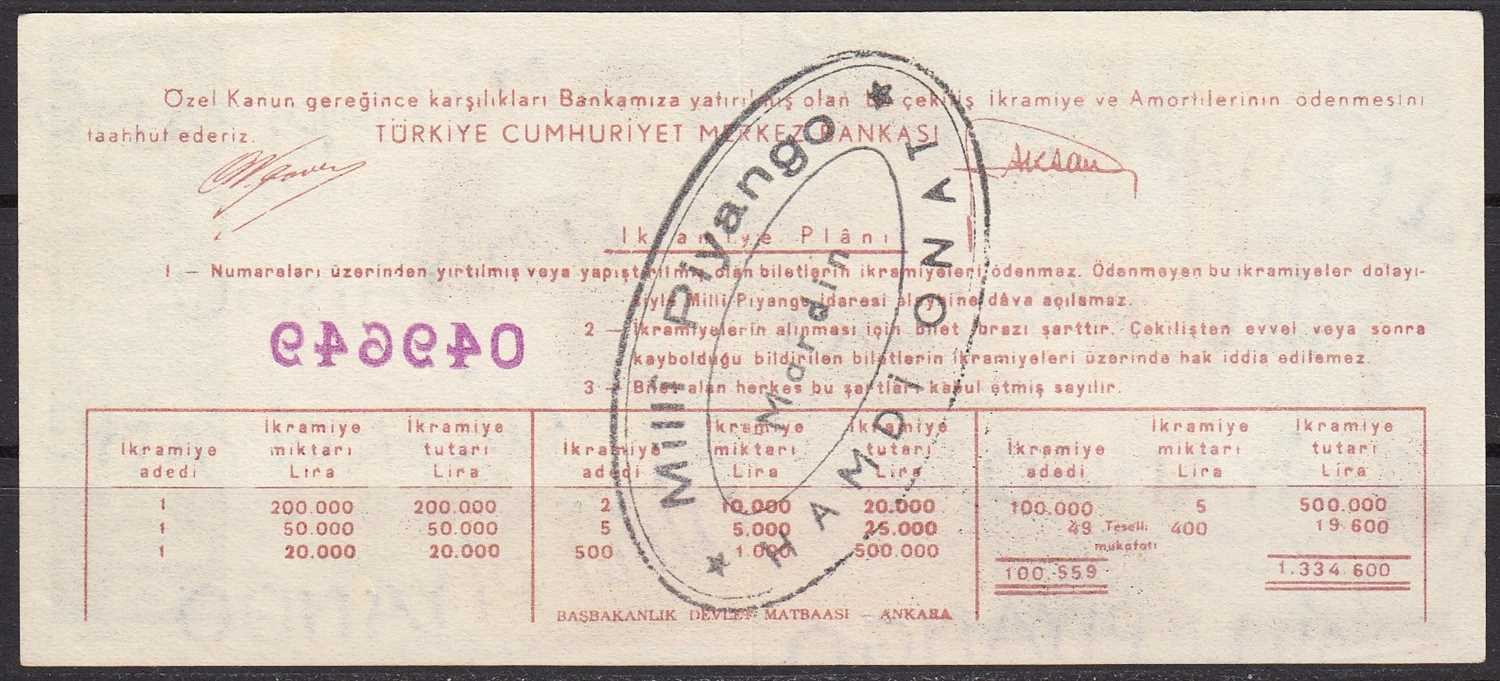 Özel Kanun gereğince karşılıkları Bankamıza yatırılmış olan bu çekiliş ikramiye ve Amortilerinin ödenmesini
taahhüt ederiz. TÜRKİYE CUMHURİYET MERKEZ BANKASI
Aksan
İkramiye Plânı
1 — Numaraları üzerinden yırtılmış veya yapıştırılmış olan biletlerin ikramiyeleri ödenmez. Ödenmeyen bu ikramiyeler dolayı-
siyle Milli Piyango idaresi aleyhine dâva açılamaz.
2 — İkramiyelerin alınması için bilet ibrazı şarttır. Çekilişten evvel veya sonra
kaybolduğu bildirilen biletlerin ikramiyeleri üzerinde hak iddia edilemez.
3 — Bilet alan herkes bu şartları kabul etmiş sayılır.
049649
İkramiye adedi İkramiye miktarı Lira İkramiye tutarı Lira
1 200.000 200.000
1 50.000 50.000
1 20.000 20.000
İkramiye adedi İkramiye miktarı Lira İkramiye tutarı Lira
2 10.000 20.000
5 5.000 25.000
500 1.000 500.000
İkramiye adedi İkramiye miktarı Lira İkramiye tutarı Lira
100.000 5 500.000
49 Teselli mukafatı 400 19 600
100.559 1.334 600
BAŞBAKANLIK DEVLET MATBAASI — ANKARA
Millî Piyango
Mardin
HAMDİ ONAT